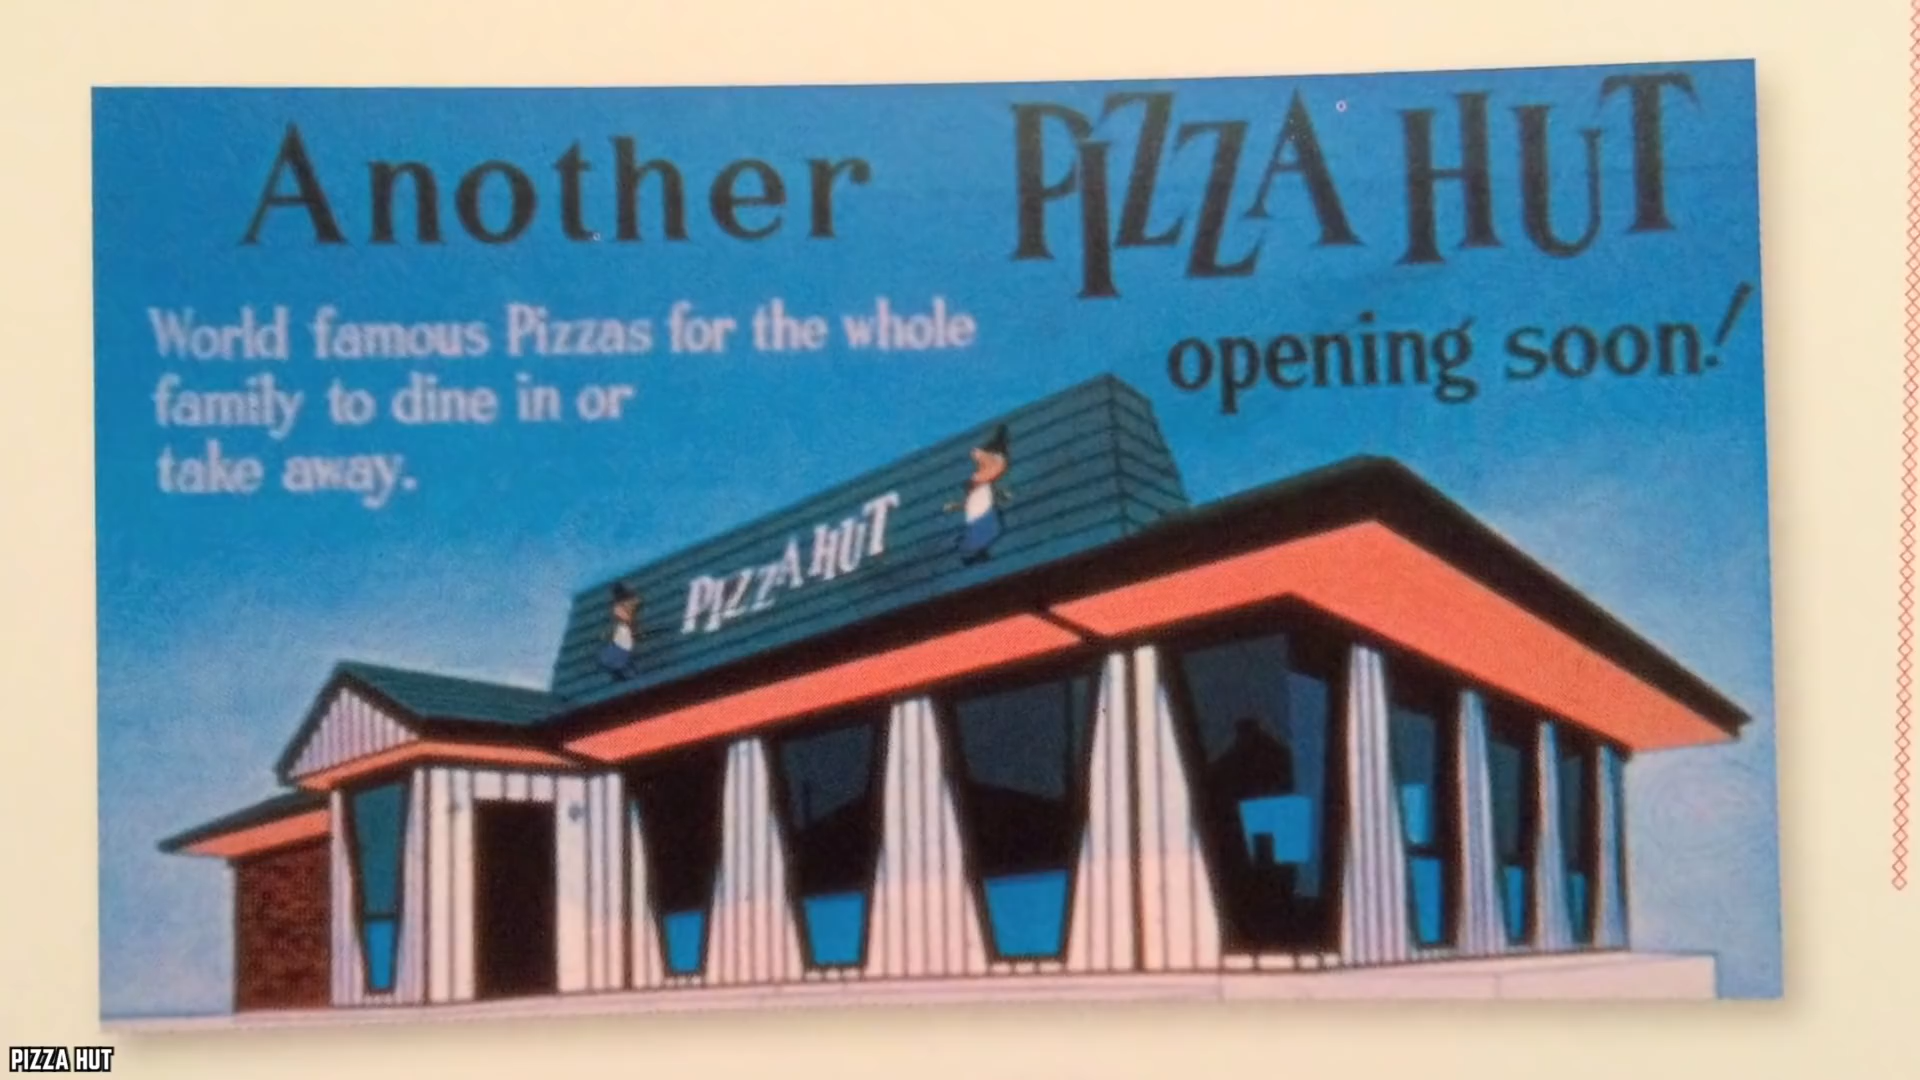 Another PIZZA HUT
opening soon!
World famous Pizzas for the whole
family to dine in or
take away.
PIZZA HUT
PIZZA HUT